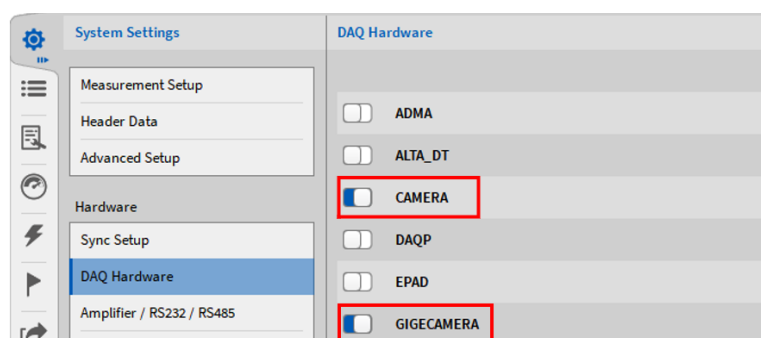 System Settings
DAQ Hardware
Measurement Setup
Header Data
Advanced Setup
Hardware
Sync Setup
DAQ Hardware
Amplifier / RS232 / RS485
ADMA
ALTA_DT
CAMERA
DAQP
EPAD
GIGECAMERA